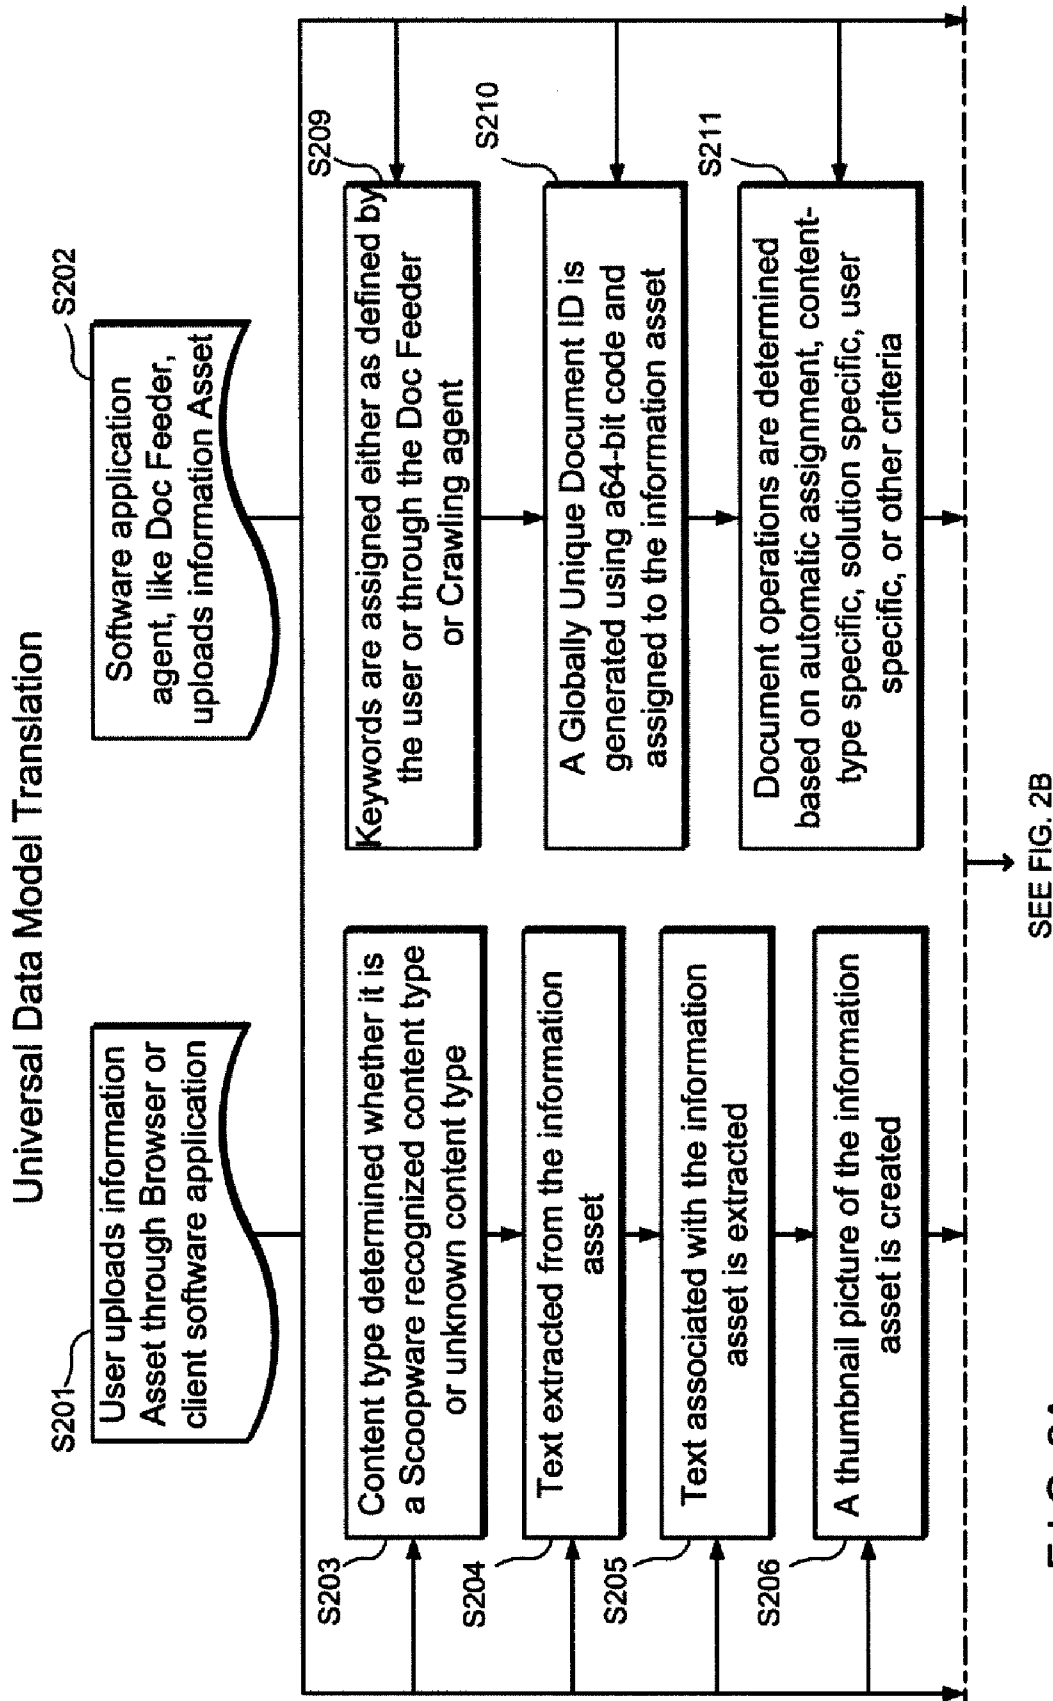 Universal Data Model Translation
S201
User uploads information
Asset through Browser or
client software application
S202
Software application
agent, like Doc Feeder,
uploads information Asset
S203
Content type determined whether it is
a Scopware recognized content type
or unknown content type
S204
Text extracted from the information
asset
S205
Text associated with the information
asset is extracted
S206
A thumbnail picture of the information
asset is created
S209
Keywords are assigned either as defined by
the user or through the Doc Feeder
or Crawling agent
S210
A Globally Unique Document ID is
generated using a64-bit code and
assigned to the information asset
S211
Document operations are determined
based on automatic assignment, content-
type specific, solution specific, user
specific, or other criteria
SEE FIG. 2B